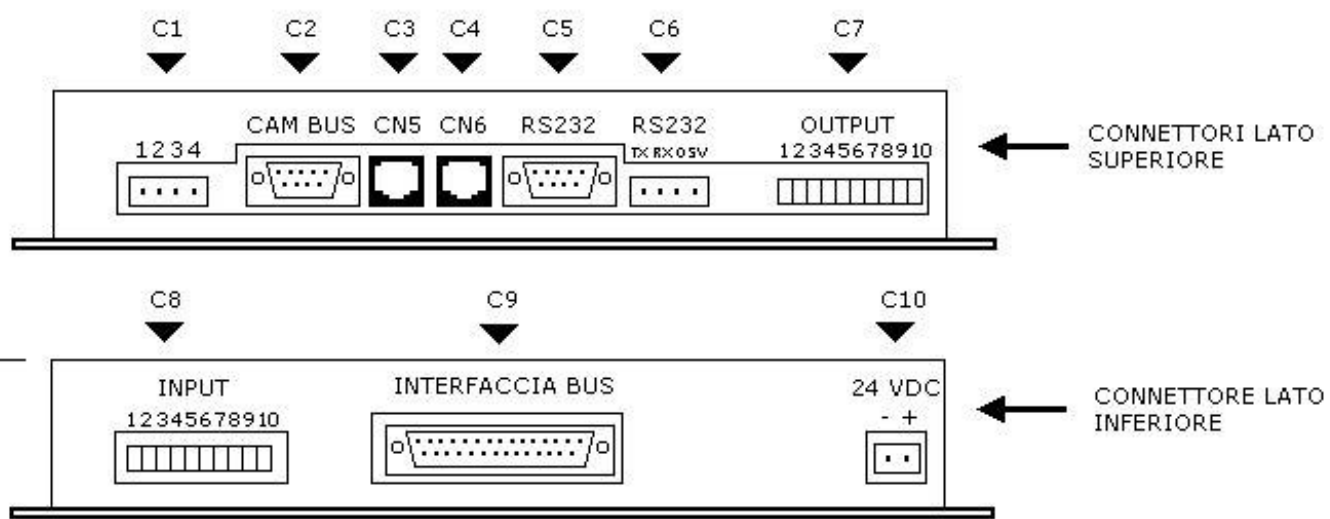 C1 C2 C3 C4 C5 C6 C7
CAM BUS CN5 CN6 RS232 RS232 OUTPUT
1234 TX RX 0 5V 12345678910
CONNETTORI LATO
SUPERIORE
C8 C9 C10
INPUT INTERFACCIA BUS 24 VDC
12345678910 - +
CONNETTORE LATO
INFERIORE